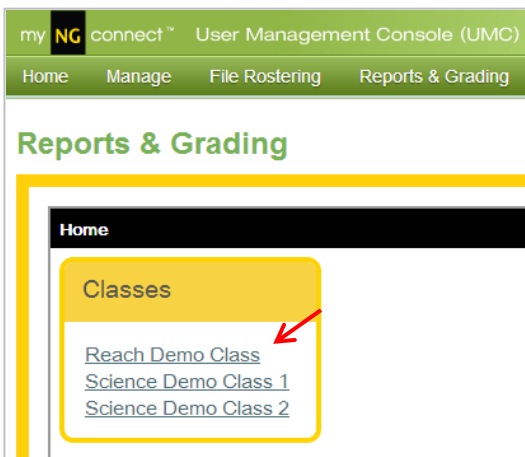 my NG connect™ User Management Console (UMC)
Home Manage File Rostering Reports & Grading
Reports & Grading
Home
Classes
Reach Demo Class
Science Demo Class 1
Science Demo Class 2